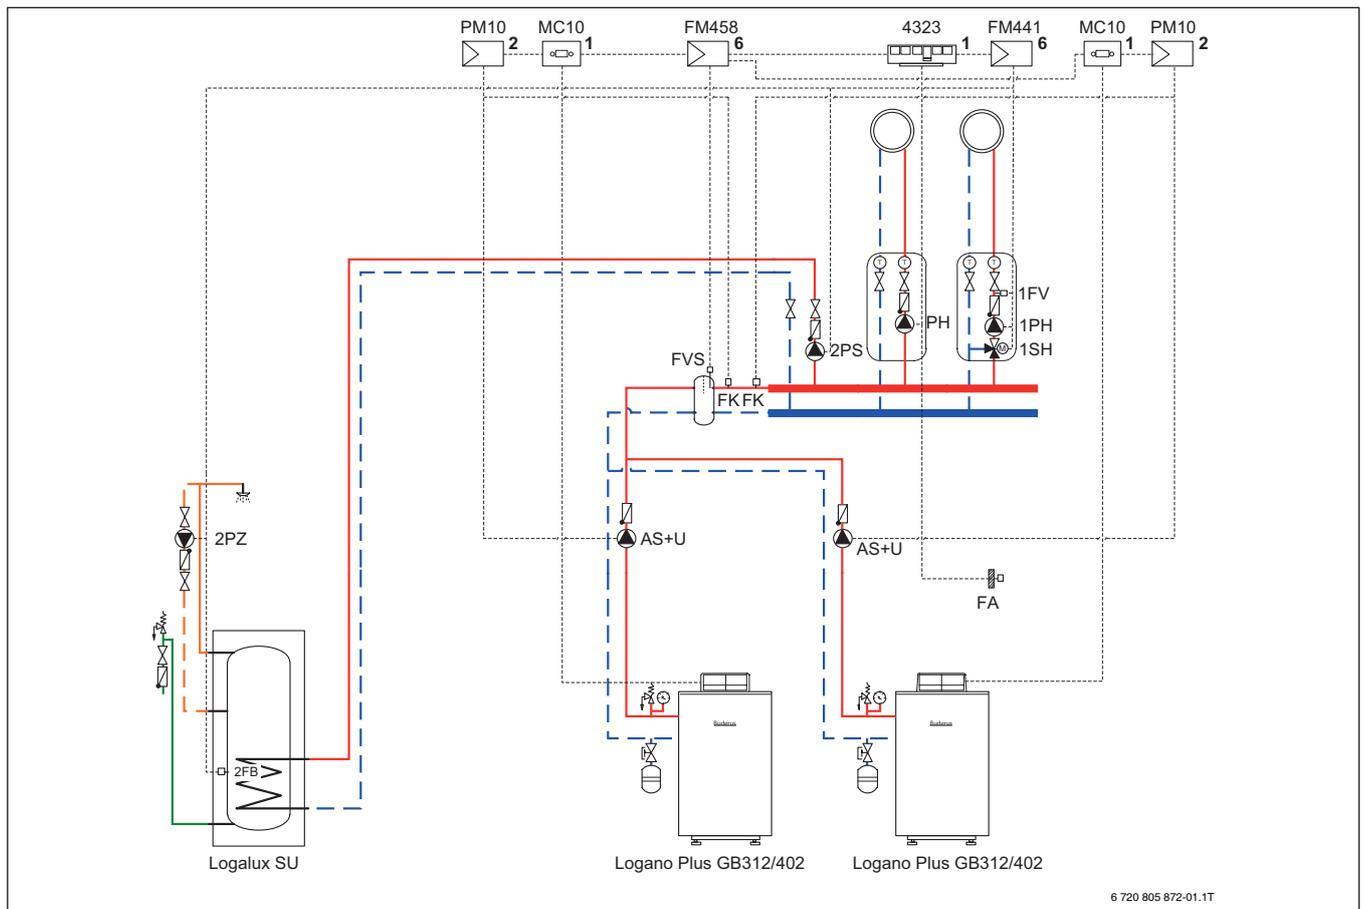 PM10 MC10 FM458 4323 FM441 MC10 PM10
2 1 6 1 6 1 2
T T T T
1FV
PH 1PH
2PS M 1SH
FVS
FK FK
2PZ
AS+U AS+U
FA
Buderus Buderus
2FB
Logalux SU Logano Plus GB312/402 Logano Plus GB312/402
6 720 805 872-01.1T